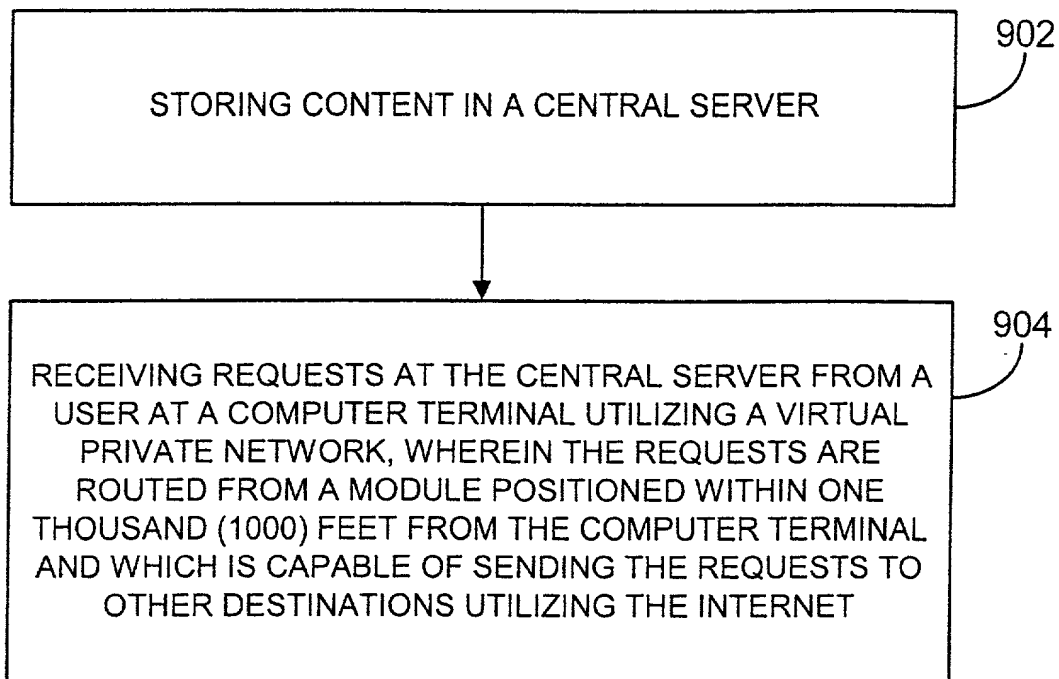 902
STORING CONTENT IN A CENTRAL SERVER
904
RECEIVING REQUESTS AT THE CENTRAL SERVER FROM A
USER AT A COMPUTER TERMINAL UTILIZING A VIRTUAL
PRIVATE NETWORK, WHEREIN THE REQUESTS ARE
ROUTED FROM A MODULE POSITIONED WITHIN ONE
THOUSAND (1000) FEET FROM THE COMPUTER TERMINAL
AND WHICH IS CAPABLE OF SENDING THE REQUESTS TO
OTHER DESTINATIONS UTILIZING THE INTERNET